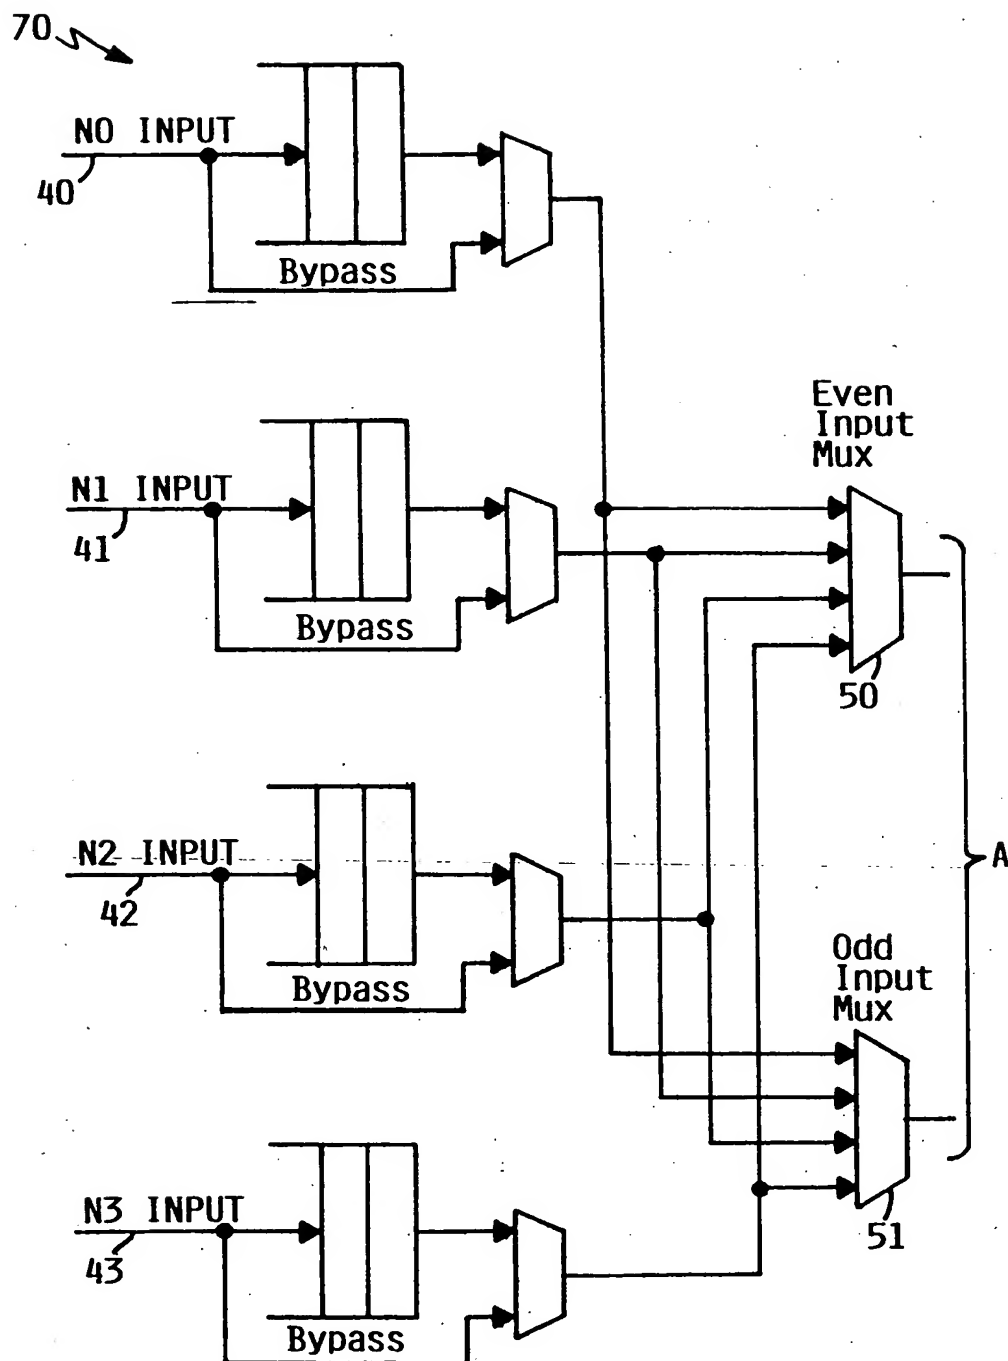 70
NO INPUT
40
Bypass
Even
Input
Mux
N1 INPUT
41
Bypass
50
A
N2 INPUT
42
Bypass
Odd
Input
Mux
N3 INPUT
43
51
Bypass